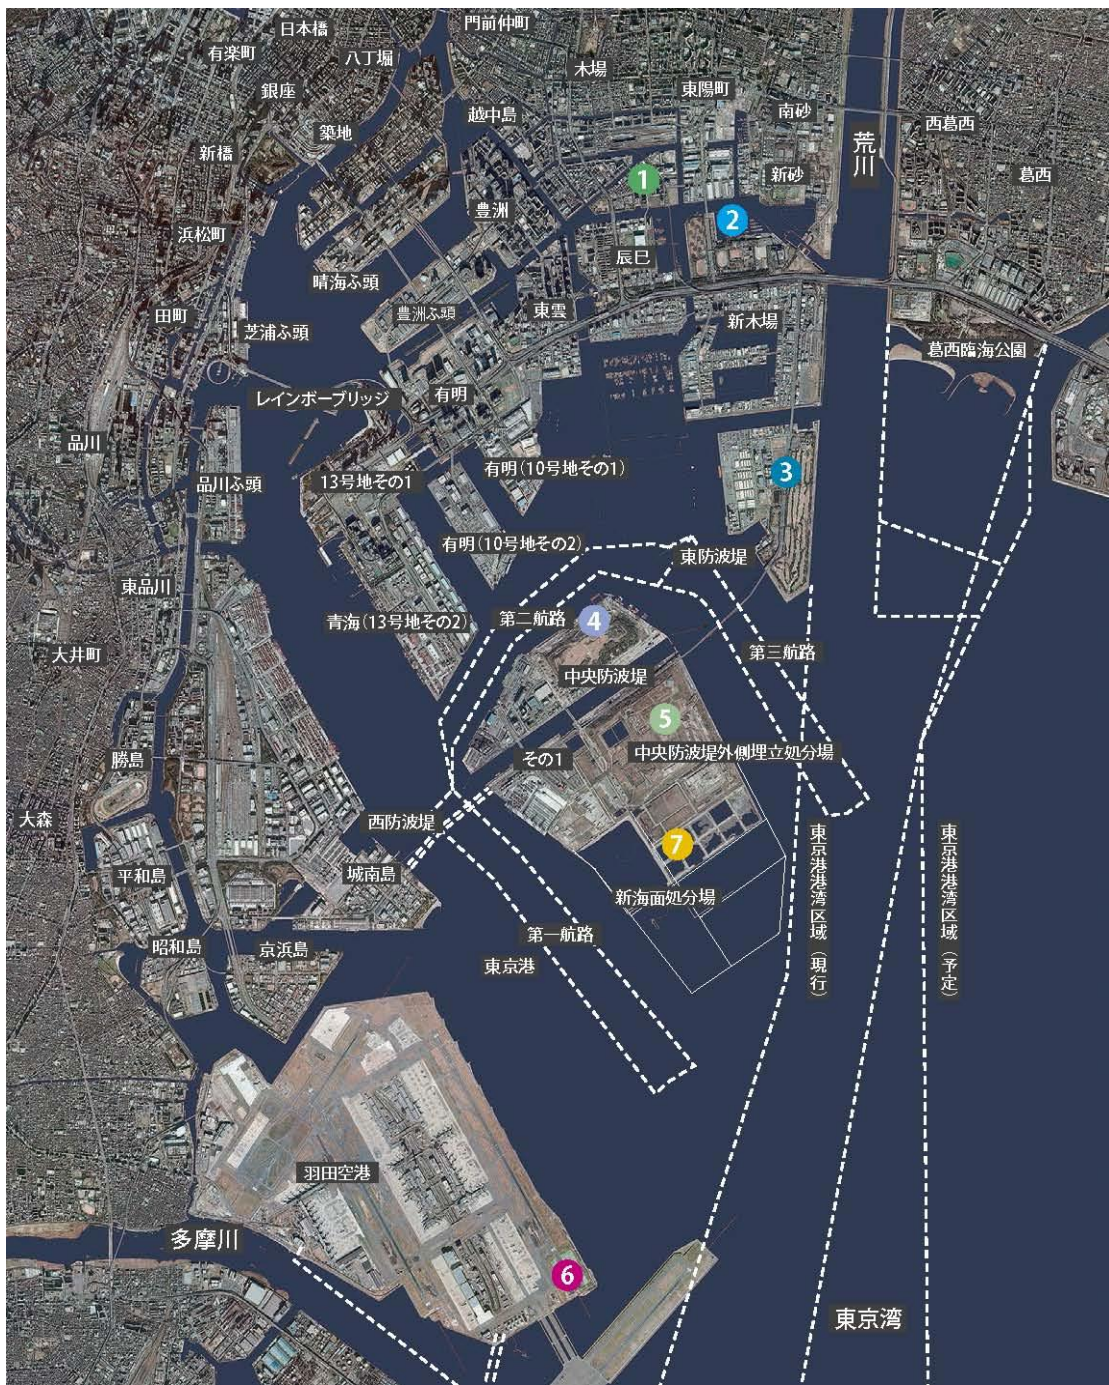 日本橋
門前仲町
有楽町
八丁堀
木場
銀座
東陽町
越中島
南砂
築地
西葛西
新橋
荒川
1
新砂
葛西
豊洲
2
浜松町
辰巳
晴海ふ頭
東雲
豊洲ふ頭
田町
新木場
芝浦ふ頭
葛西臨海公園
有明
レインボーブリッジ
品川
有明(10号地その1)
3
13号地その1
品川ふ頭
有明(10号地その2)
東防波堤
東品川
第二航路
4
青海(13号地その2)
大井町
第三航路
中央防波堤
5
その1
中央防波堤外側埋立処分場
勝島
大森
西防波堤
7
東京港港湾区域(現行)
東京港港湾区域(予定)
平和島
城南島
新海面処分場
第一航路
昭和島
京浜島
東京港
羽田空港
多摩川
6
東京湾